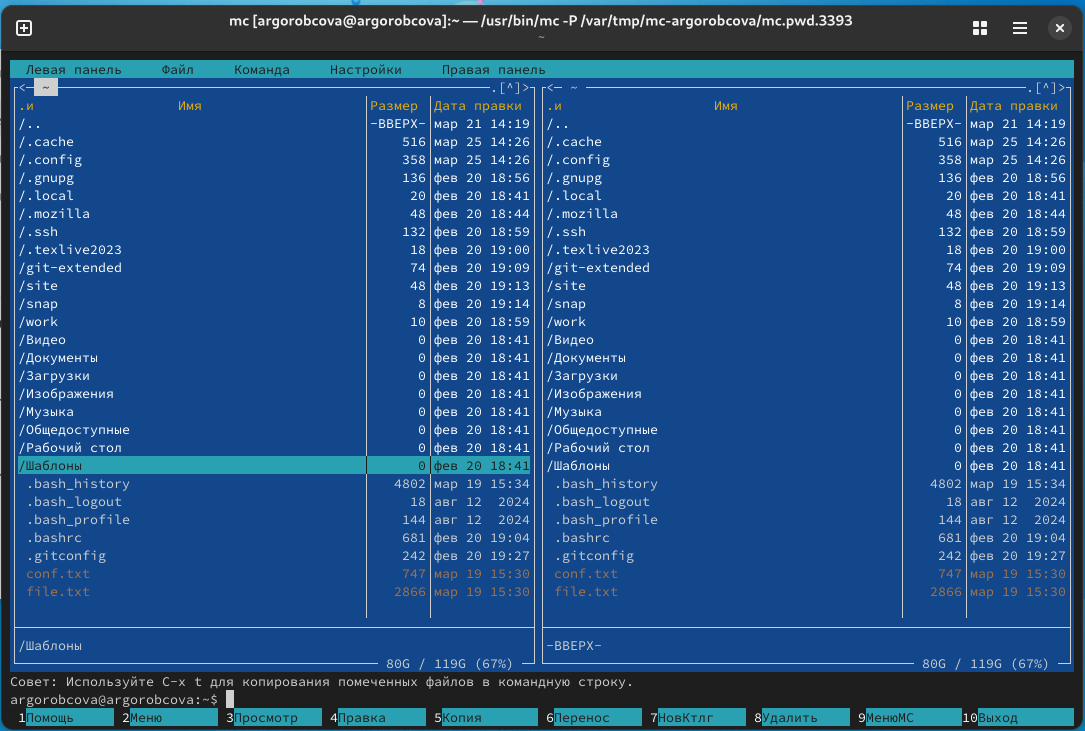 mc [argorobcova@argorobcova]:~ — /usr/bin/mc -P /var/tmp/mc-argorobcova/mc.pwd.3393
~
Левая панель Файл Команда Настройки Правая панель
<─ ~ ─.[^]>┐ <─ ~ ─.[^]>┐
.и Имя Размер Дата правки .и Имя Размер Дата правки
/.. -ВВЕРХ- мар 21 14:19 /.. -ВВЕРХ- мар 21 14:19
/.cache 516 мар 25 14:26 /.cache 516 мар 25 14:26
/.config 358 мар 25 14:26 /.config 358 мар 25 14:26
/.gnupg 136 фев 20 18:56 /.gnupg 136 фев 20 18:56
/.local 20 фев 20 18:41 /.local 20 фев 20 18:41
/.mozilla 48 фев 20 18:44 /.mozilla 48 фев 20 18:44
/.ssh 132 фев 20 18:59 /.ssh 132 фев 20 18:59
/.texlive2023 18 фев 20 19:00 /.texlive2023 18 фев 20 19:00
/git-extended 74 фев 20 19:09 /git-extended 74 фев 20 19:09
/site 48 фев 20 19:13 /site 48 фев 20 19:13
/snap 8 фев 20 19:14 /snap 8 фев 20 19:14
/work 10 фев 20 18:59 /work 10 фев 20 18:59
/Видео 0 фев 20 18:41 /Видео 0 фев 20 18:41
/Документы 0 фев 20 18:41 /Документы 0 фев 20 18:41
/Загрузки 0 фев 20 18:41 /Загрузки 0 фев 20 18:41
/Изображения 0 фев 20 18:41 /Изображения 0 фев 20 18:41
/Музыка 0 фев 20 18:41 /Музыка 0 фев 20 18:41
/Общедоступные 0 фев 20 18:41 /Общедоступные 0 фев 20 18:41
/Рабочий стол 0 фев 20 18:41 /Рабочий стол 0 фев 20 18:41
/Шаблоны 0 фев 20 18:41 /Шаблоны 0 фев 20 18:41
.bash_history 4802 мар 19 15:34 .bash_history 4802 мар 19 15:34
.bash_logout 18 авг 12 2024 .bash_logout 18 авг 12 2024
.bash_profile 144 авг 12 2024 .bash_profile 144 авг 12 2024
.bashrc 681 фев 20 19:04 .bashrc 681 фев 20 19:04
.gitconfig 242 фев 20 19:27 .gitconfig 242 фев 20 19:27
conf.txt 747 мар 19 15:30 conf.txt 747 мар 19 15:30
file.txt 2866 мар 19 15:30 file.txt 2866 мар 19 15:30
/Шаблоны -ВВЕРХ-
80G / 119G (67%) 80G / 119G (67%)
Совет: Используйте C-x t для копирования помеченных файлов в командную строку.
argorobcova@argorobcova:~$
1Помощь 2Меню 3Просмотр 4Правка 5Копия 6Перенос 7НовКтлг 8Удалить 9МенюMC 10Выход